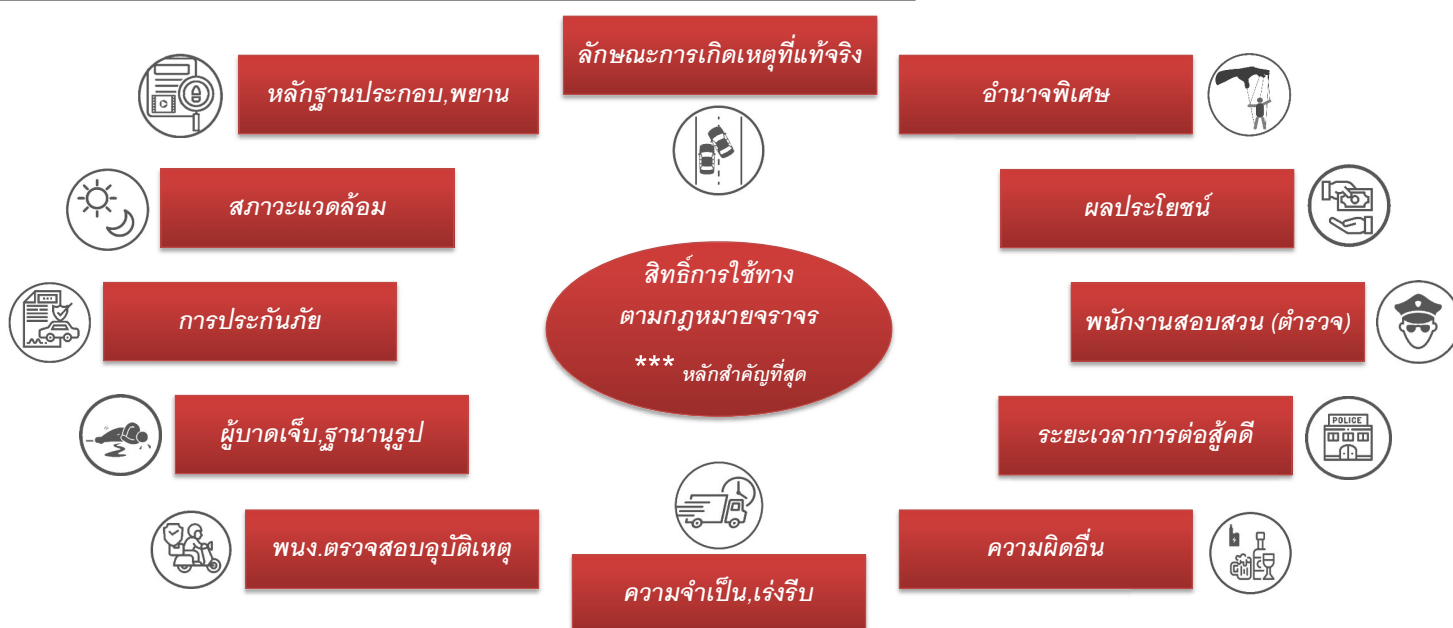 ลักษณะการเกิดเหตุที่แท้จริง
หลักฐานประกอบ,พยาน
อำนาจพิเศษ
สภาวะแวดล้อม
ผลประโยชน์
สิทธิ์การใช้ทาง
ตามกฎหมายจราจร
*** หลักสำคัญที่สุด
การประกันภัย
พนักงานสอบสวน (ตำรวจ)
ผู้บาดเจ็บ,ฐานานุรูป
ระยะเวลาการต่อสู้คดี
POLICE
พนง.ตรวจสอบอุบัติเหตุ
ความผิดอื่น
ความจำเป็น,เร่งรีบ